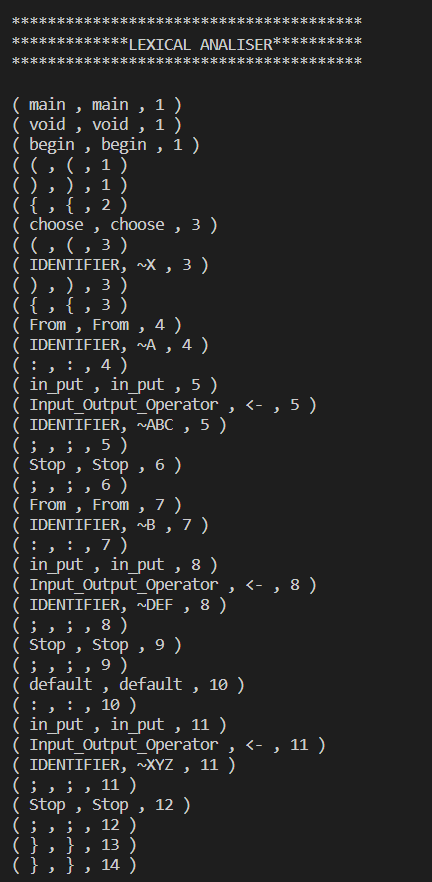 ***************************************
*************LEXICAL ANALISER**********
***************************************
( main , main , 1 )
( void , void , 1 )
( begin , begin , 1 )
( ( , ( , 1 )
( ) , ) , 1 )
( { , { , 2 )
( choose , choose , 3 )
( ( , ( , 3 )
( IDENTIFIER, ~X , 3 )
( ) , ) , 3 )
( { , { , 3 )
( From , From , 4 )
( IDENTIFIER, ~A , 4 )
( : , : , 4 )
( in_put , in_put , 5 )
( Input_Output_Operator , <- , 5 )
( IDENTIFIER, ~ABC , 5 )
( ; , ; , 5 )
( Stop , Stop , 6 )
( ; , ; , 6 )
( From , From , 7 )
( IDENTIFIER, ~B , 7 )
( : , : , 7 )
( in_put , in_put , 8 )
( Input_Output_Operator , <- , 8 )
( IDENTIFIER, ~DEF , 8 )
( ; , ; , 8 )
( Stop , Stop , 9 )
( ; , ; , 9 )
( default , default , 10 )
( : , : , 10 )
( in_put , in_put , 11 )
( Input_Output_Operator , <- , 11 )
( IDENTIFIER, ~XYZ , 11 )
( ; , ; , 11 )
( Stop , Stop , 12 )
( ; , ; , 12 )
( } , } , 13 )
( } , } , 14 )